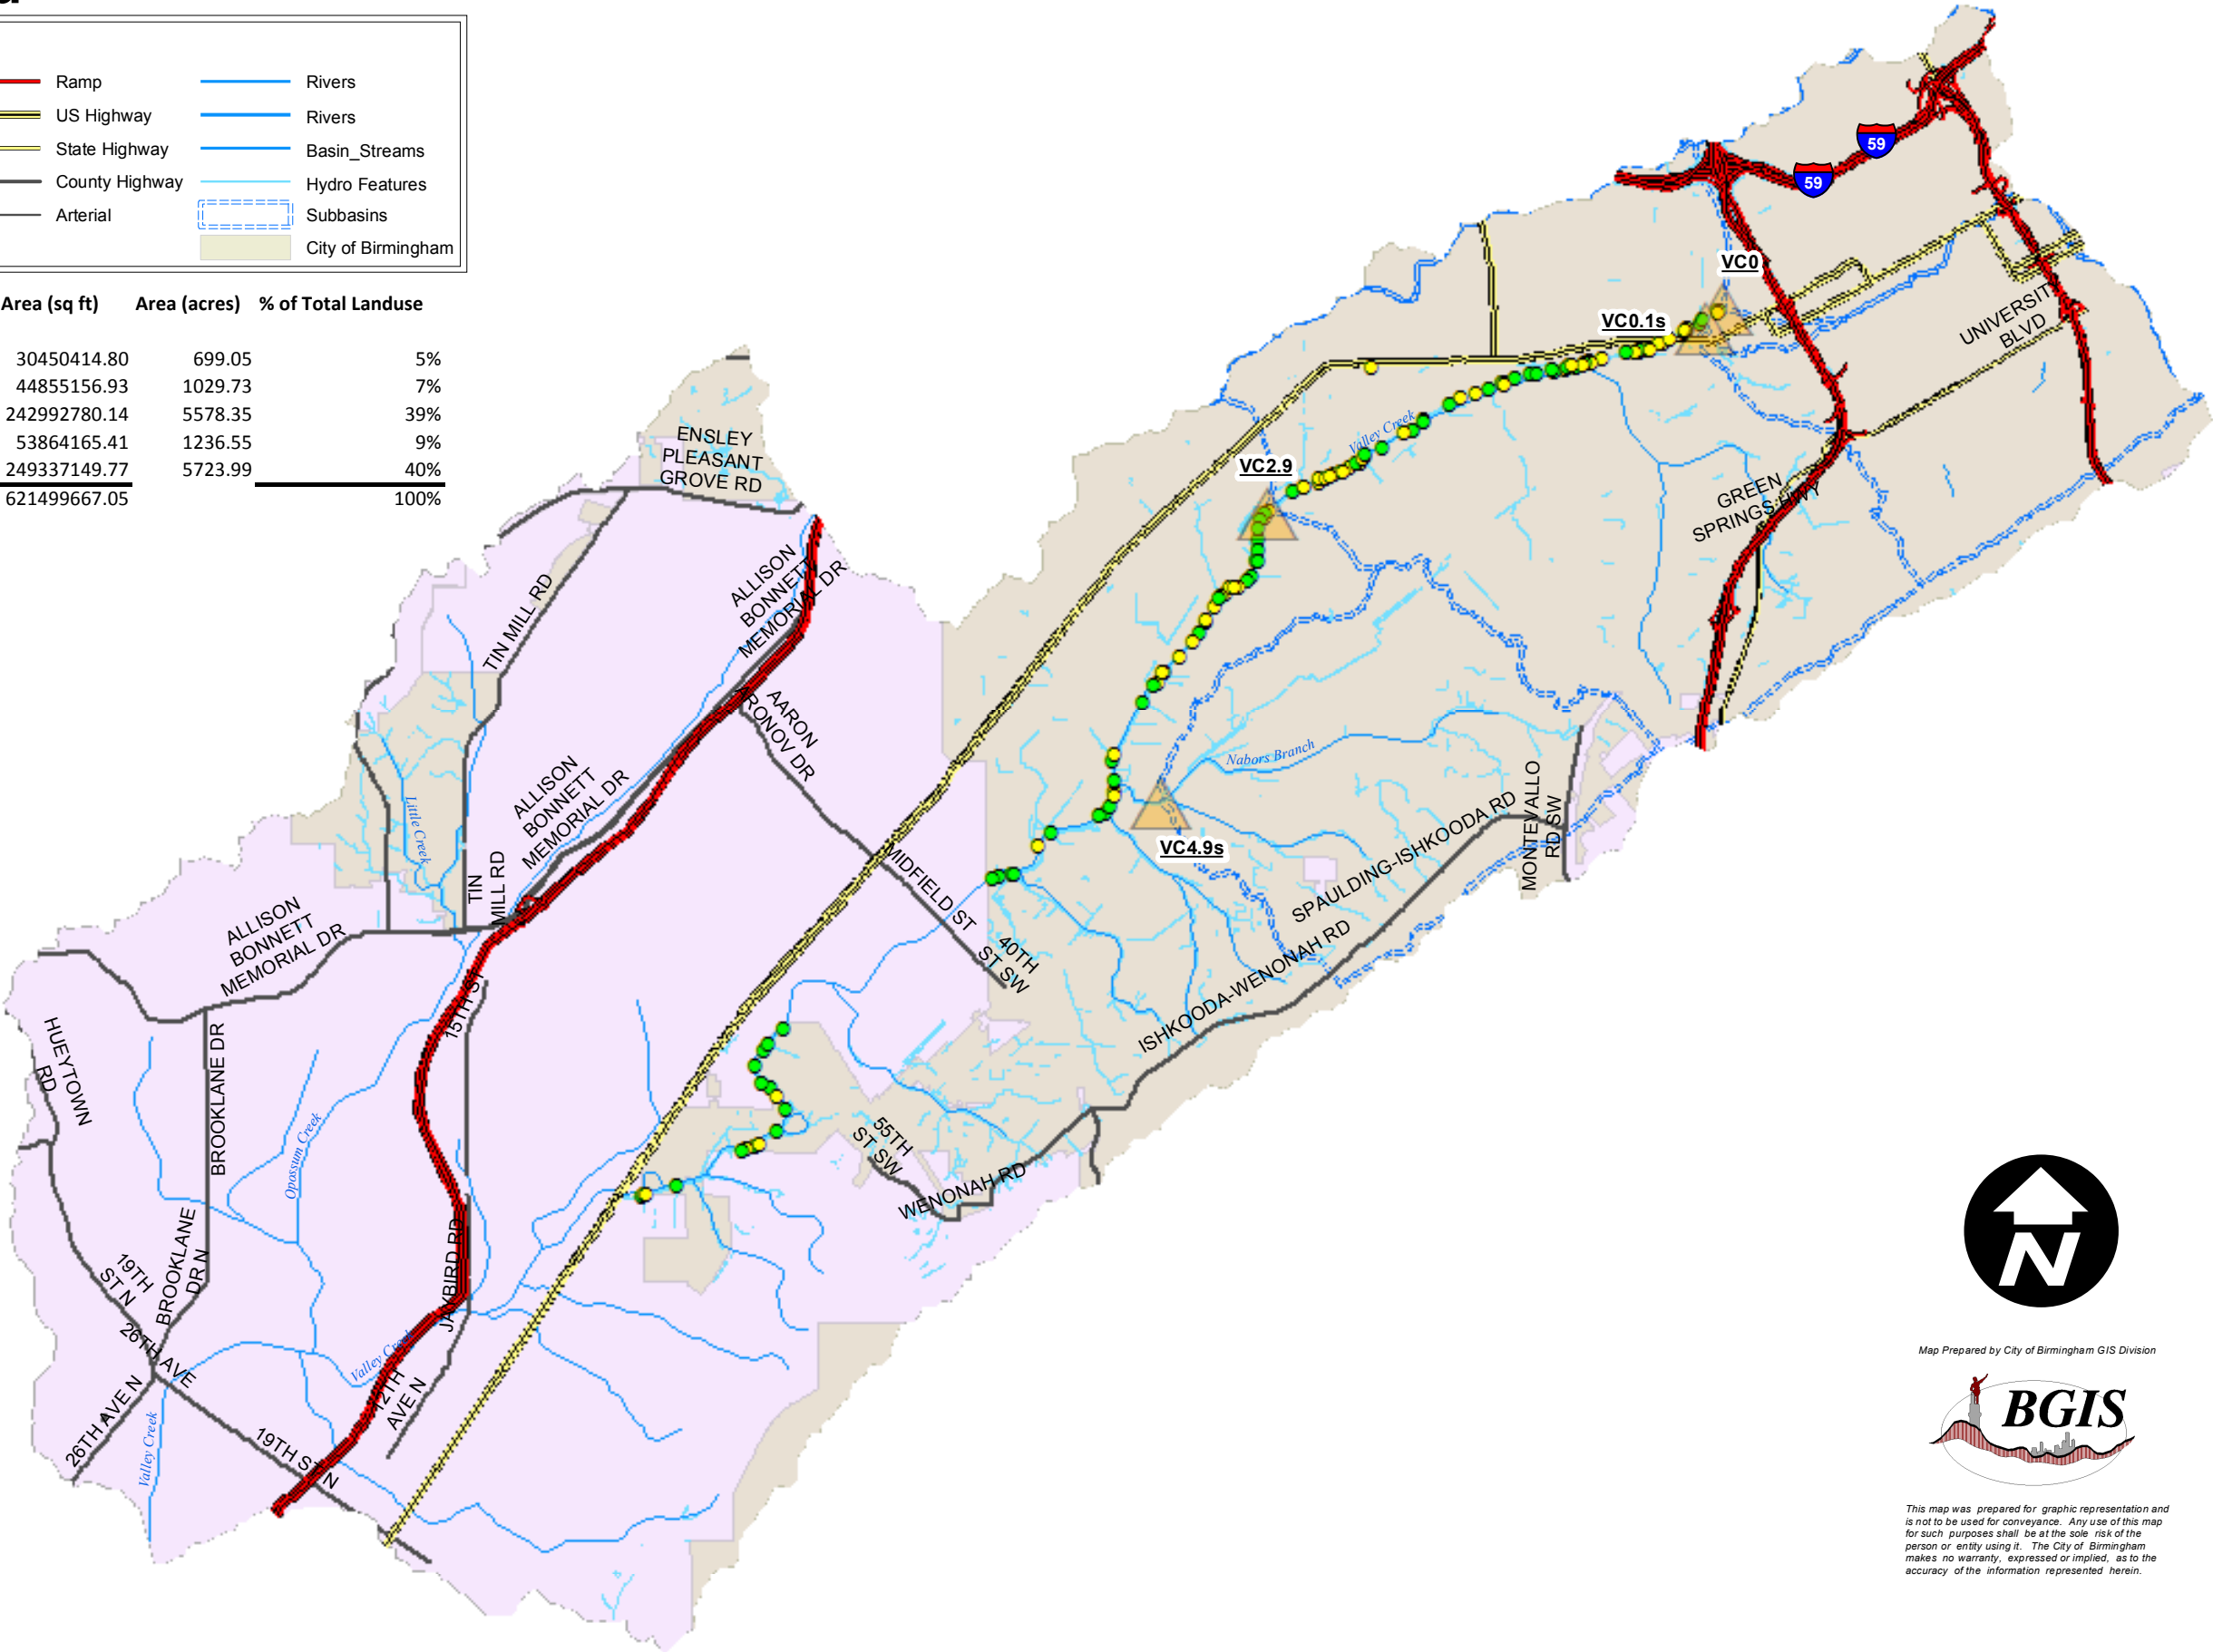 Ramp
US Highway
State Highway
County Highway
Arterial
Rivers
Rivers
Basin_Streams
Hydro Features
Subbasins
City of Birmingham
Area (sq ft) Area (acres) % of Total Landuse
30450414.80 699.05 5%
44855156.93 1029.73 7%
242992780.14 5578.35 39%
53864165.41 1236.55 9%
249337149.77 5723.99 40%
621499667.05 100%
59
59
VC0
VC0.1s
UNIVERSITY
BLVD
Valley Creek
VC2.9
GREEN
SPRINGS HWY
ENSLEY
PLEASANT
GROVE RD
ALLISON
BONNETT
MEMORIAL DR
TIN MILL RD
AARON
ARONOV DR
Nabors Branch
ALLISON
BONNETT
MEMORIAL DR
Little Creek
MONTEVALLO
RD SW
VC4.9s
SPAULDING-ISHKOODA RD
TIN
MILL RD
MIDFIELD ST
40TH
ST SW
ALLISON
BONNETT
MEMORIAL DR
ISHKOODA-WENONAH RD
15TH ST
HUEYTOWN
RD
BROOKLANE DR
Opossum Creek
55TH
ST SW
WENONAH RD
19TH
ST N
BROOKLANE
DR N
JAYBIRD RD
26TH AVE
Valley Creek
12TH
AVE N
26TH AVE N
Valley Creek
19TH ST N
N
Map Prepared by City of Birmingham GIS Division
BGIS
This map was prepared for graphic representation and
is not to be used for conveyance. Any use of this map
for such purposes shall be at the sole risk of the
person or entity using it. The City of Birmingham
makes no warranty, expressed or implied, as to the
accuracy of the information represented herein.